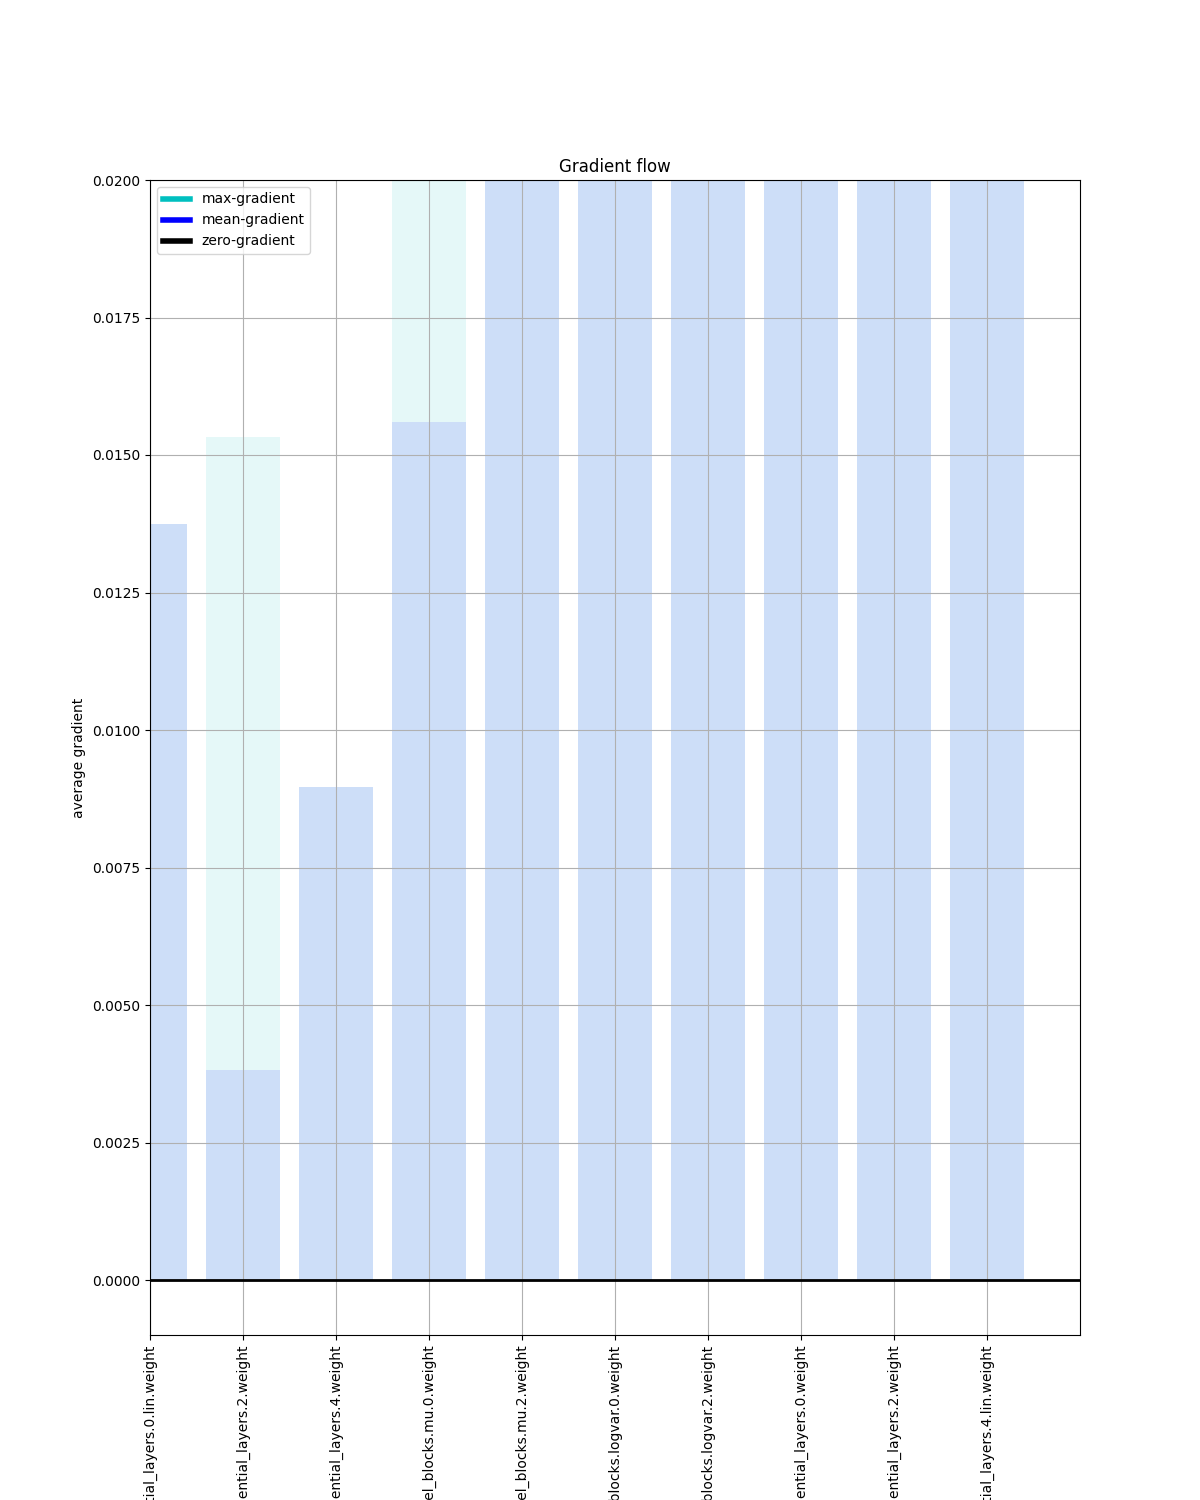 Gradient flow
max-gradient
mean-gradient
zero-gradient
0.0200
0.0175
0.0150
0.0125
0.0100
0.0075
0.0050
0.0025
0.0000
average gradient
tial_layers.0.lin.weight
ential_layers.2.weight
ential_layers.4.weight
el_blocks.mu.0.weight
el_blocks.mu.2.weight
blocks.logvar.0.weight
blocks.logvar.2.weight
ential_layers.0.weight
ential_layers.2.weight
tial_layers.4.lin.weight